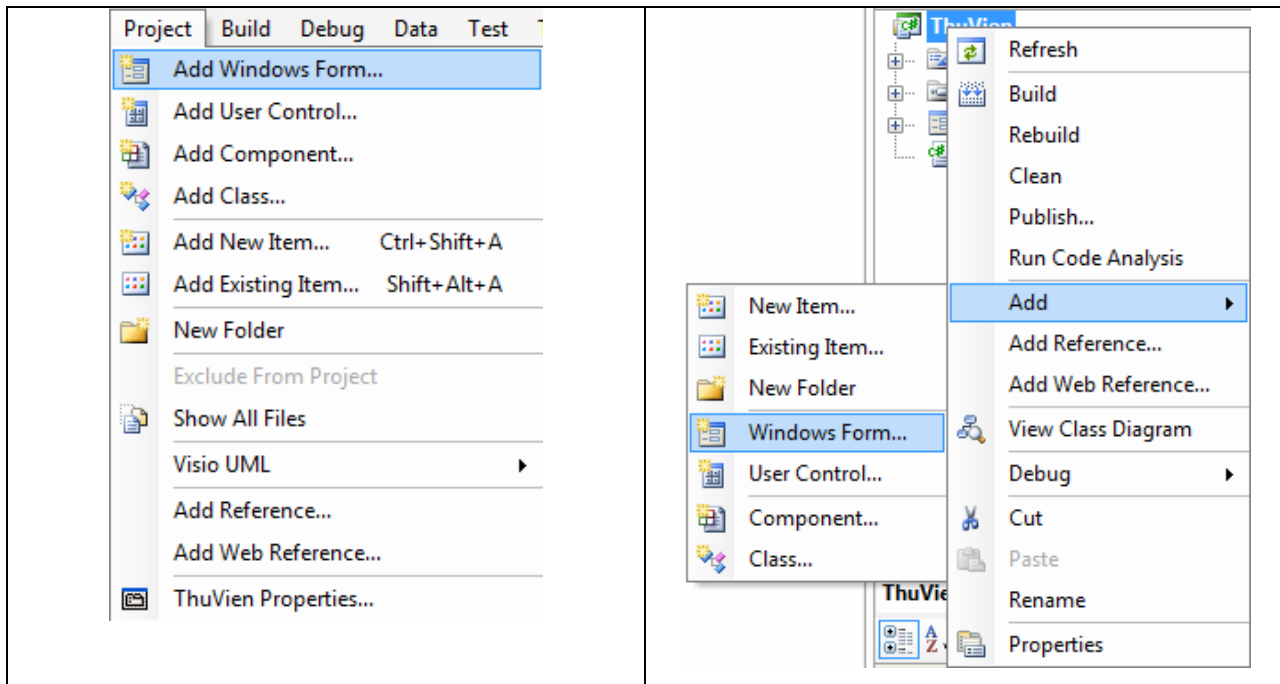 Project Build Debug Data Test
Add Windows Form...
Add User Control...
Add Component...
Add Class...
Add New Item... Ctrl+Shift+A
Add Existing Item... Shift+Alt+A
New Folder
Exclude From Project
Show All Files
Visio UML
Add Reference...
Add Web Reference...
ThuVien Properties...
ThuVien
Refresh
Build
Rebuild
Clean
Publish...
Run Code Analysis
Add
Add Reference...
Add Web Reference...
View Class Diagram
Debug
Cut
Paste
Rename
Properties
New Item...
Existing Item...
New Folder
Windows Form...
User Control...
Component...
Class...
ThuVie